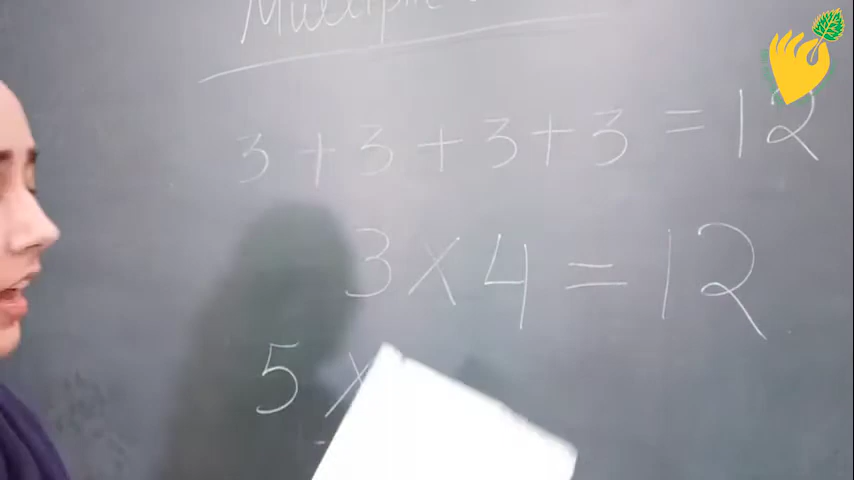 3 + 3 + 3 + 3 = 12
3 × 4 = 12
5 ×